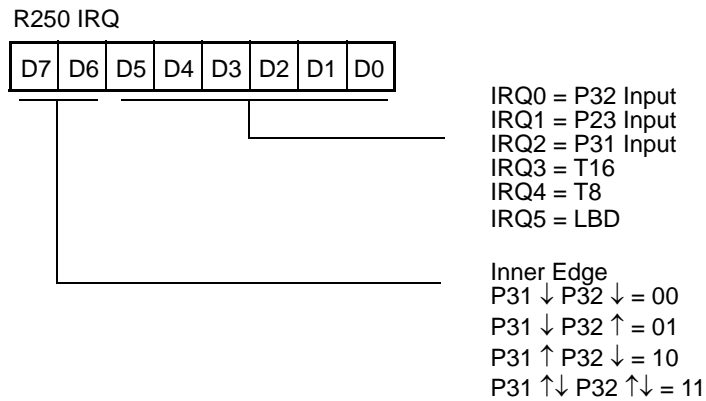 R250 IRQ
D7 D6 D5 D4 D3 D2 D1 D0
IRQ0 = P32 Input
IRQ1 = P23 Input
IRQ2 = P31 Input
IRQ3 = T16
IRQ4 = T8
IRQ5 = LBD
Inner Edge
P31 ↓ P32 ↓ = 00
P31 ↓ P32 ↑ = 01
P31 ↑ P32 ↓ = 10
P31 ↑↓ P32 ↑↓ = 11